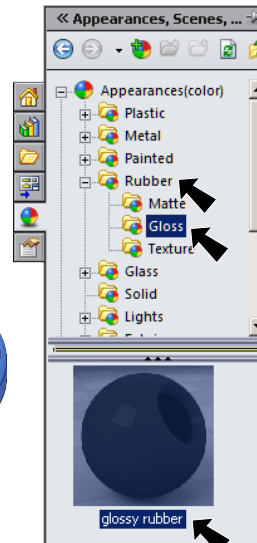 « Appearances, Scenes, ...
Appearances(color)
Plastic
Metal
Painted
Rubber
Matte
Gloss
Texture
Glass
Solid
Lights
glossy rubber